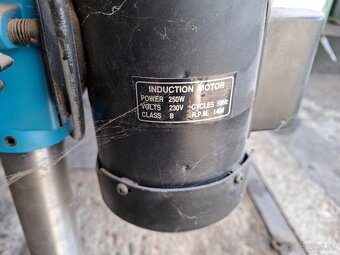 INDUCTION MOTOR
POWER 250W
VOLTS 230V CYCLES 50Hz
CLASS B R.P.M. 1400